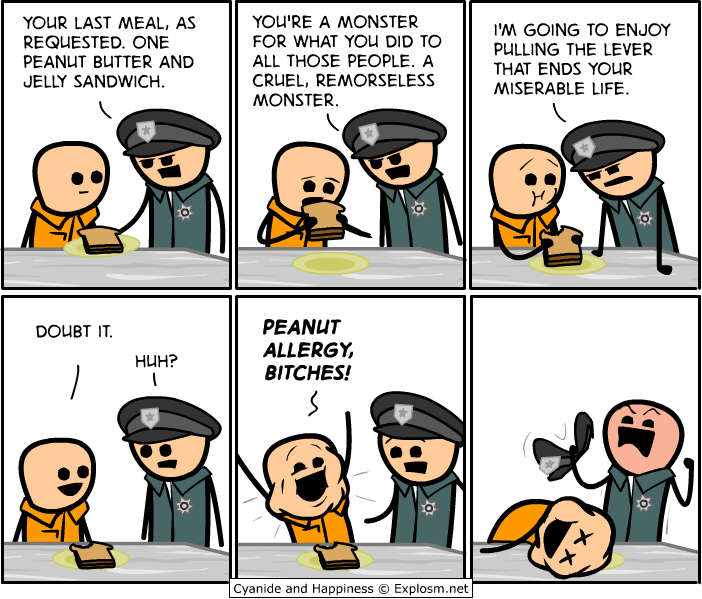 YOUR LAST MEAL, AS
REQUESTED. ONE
PEANUT BUTTER AND
JELLY SANDWICH.
YOU'RE A MONSTER
FOR WHAT YOU DID TO
ALL THOSE PEOPLE. A
CRUEL, REMORSELESS
MONSTER.
I'M GOING TO ENJOY
PULLING THE LEVER
THAT ENDS YOUR
MISERABLE LIFE.
DOUBT IT.
HUH?
PEANUT
ALLERGY,
BITCHES!
Cyanide and Happiness © Explosm.net